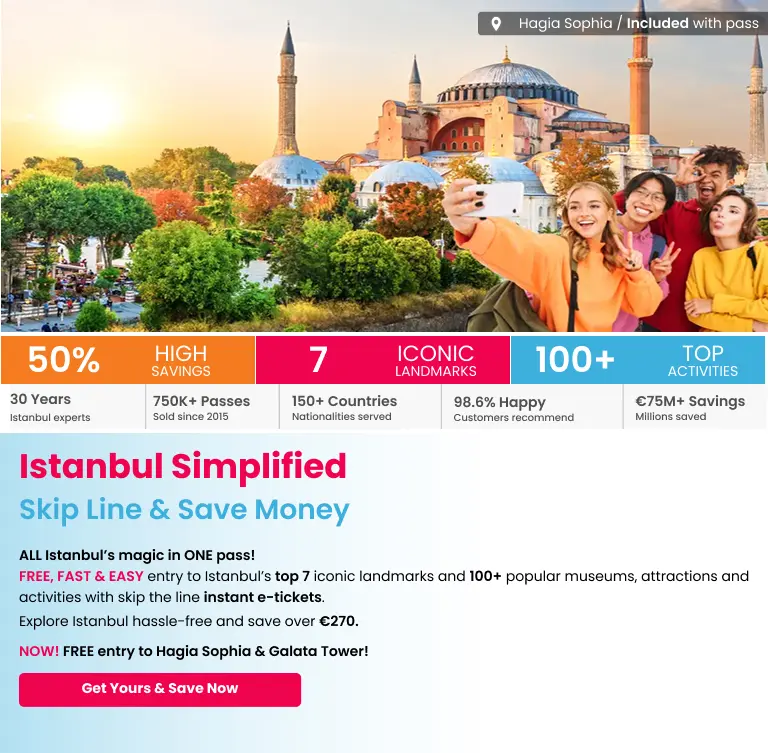 Hagia Sophia / Included with pass
50% HIGH SAVINGS
7 ICONIC LANDMARKS
100+ TOP ACTIVITIES
30 Years
Istanbul experts
750K+ Passes
Sold since 2015
150+ Countries
Nationalities served
98.6% Happy
Customers recommend
€75M+ Savings
Millions saved
Istanbul Simplified
Skip Line & Save Money
ALL Istanbul’s magic in ONE pass!
FREE, FAST & EASY entry to Istanbul’s top 7 iconic landmarks and 100+ popular museums, attractions and
activities with skip the line instant e-tickets.
Explore Istanbul hassle-free and save over €270.
NOW! FREE entry to Hagia Sophia & Galata Tower!
Get Yours & Save Now